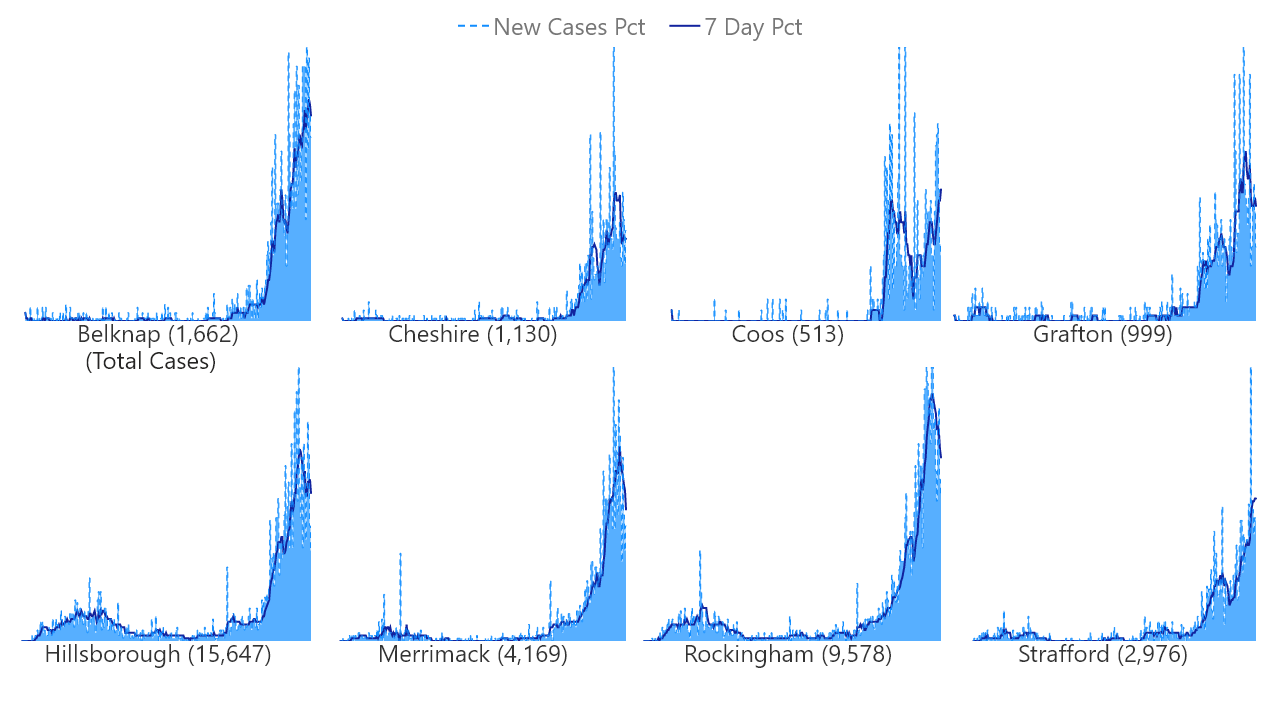 New Cases Pct 7 Day Pct
Belknap (1,662)
(Total Cases)
Cheshire (1,130)
Coos (513)
Grafton (999)
Hillsborough (15,647)
Merrimack (4,169)
Rockingham (9,578)
Strafford (2,976)